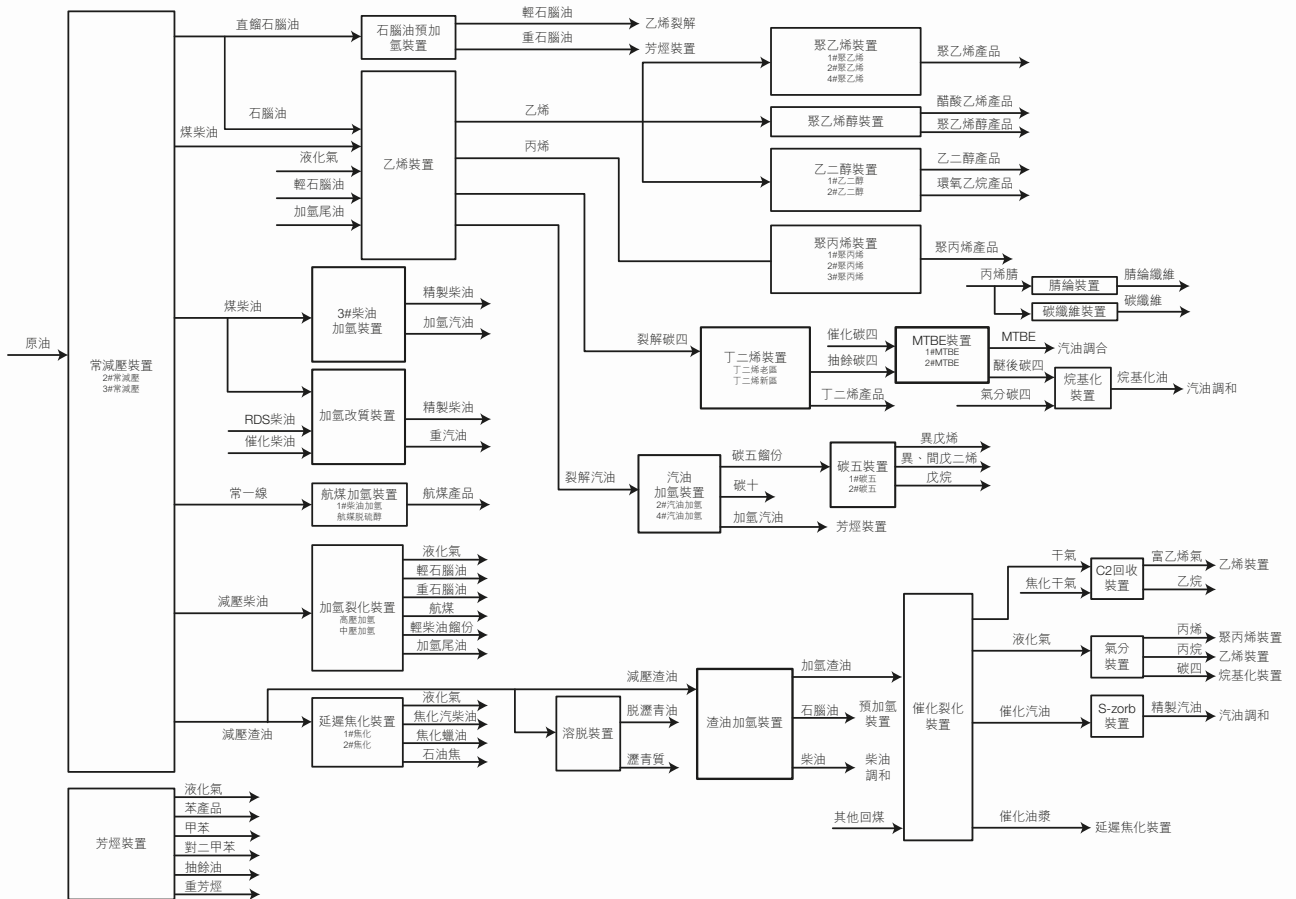 原油
常減壓裝置
2#常減壓
3#常減壓
直餾石腦油
石腦油預加
氫裝置
輕石腦油
乙烯裂解
重石腦油
芳烴裝置
石腦油
煤柴油
液化氣
輕石腦油
加氫尾油
乙烯裝置
乙烯
丙烯
聚乙烯裝置
1#聚乙烯
2#聚乙烯
4#聚乙烯
聚乙烯產品
聚乙烯醇裝置
醋酸乙烯產品
聚乙烯醇產品
乙二醇裝置
1#乙二醇
2#乙二醇
乙二醇產品
環氧乙烷產品
聚丙烯裝置
1#聚丙烯
2#聚丙烯
3#聚丙烯
聚丙烯產品
丙烯腈
腈綸裝置
腈綸纖維
碳纖維裝置
碳纖維
煤柴油
3#柴油
加氫裝置
精製柴油
加氫汽油
加氫改質裝置
RDS柴油
催化柴油
精製柴油
重汽油
裂解碳四
丁二烯裝置
丁二烯老區
丁二烯新區
催化碳四
抽餘碳四
丁二烯產品
MTBE裝置
1#MTBE
2#MTBE
MTBE
汽油調合
醚後碳四
氣分碳四
烷基化
裝置
烷基化油
汽油調和
裂解汽油
汽油
加氫裝置
2#汽油加氫
4#汽油加氫
碳五餾份
碳十
加氫汽油
芳烴裝置
碳五裝置
1#碳五
2#碳五
異戊烯
異、間戊二烯
戊烷
常一線
航煤加氫裝置
1#柴油加氫
航煤脱硫醇
航煤產品
減壓柴油
加氫裂化裝置
高壓加氫
中壓加氫
液化氣
輕石腦油
重石腦油
航煤
輕柴油餾份
加氫尾油
減壓渣油
延遲焦化裝置
1#焦化
2#焦化
液化氣
焦化汽柴油
焦化蠟油
石油焦
溶脱裝置
脱瀝青油
瀝青質
減壓渣油
渣油加氫裝置
加氫渣油
石腦油
預加氫
裝置
柴油
柴油
調和
其他回煤
催化裂化
裝置
干氣
焦化干氣
C2回收
裝置
富乙烯氣
乙烯裝置
乙烷
液化氣
氣分
裝置
丙烯
聚丙烯裝置
丙烷
乙烯裝置
碳四
烷基化裝置
催化汽油
S-zorb
裝置
精製汽油
汽油調和
催化油漿
延遲焦化裝置
芳烴裝置
液化氣
苯產品
甲苯
對二甲苯
抽餘油
重芳烴